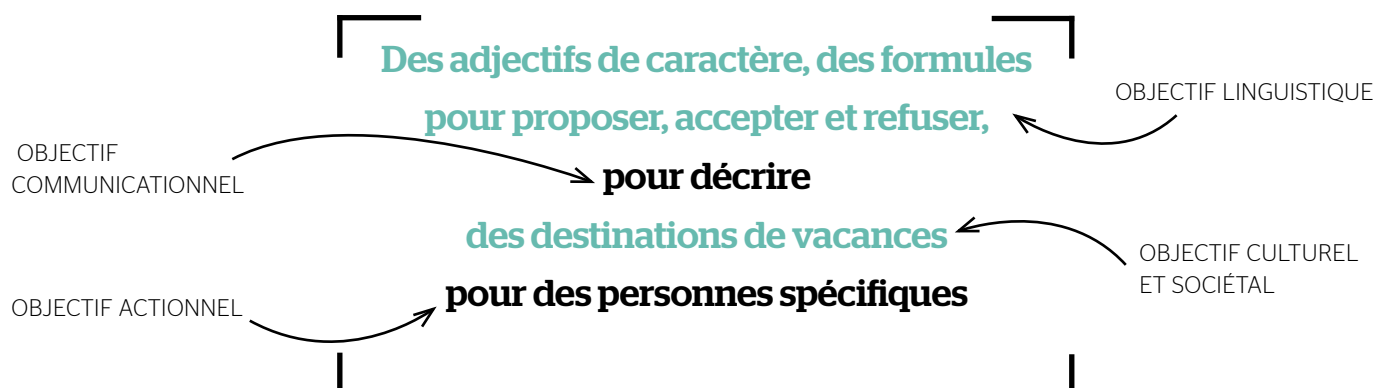 Des adjectifs de caractère, des formules
pour proposer, accepter et refuser,
OBJECTIF LINGUISTIQUE
OBJECTIF
COMMUNICATIONNEL
pour décrire
des destinations de vacances
OBJECTIF CULTUREL
ET SOCIÉTAL
pour des personnes spécifiques
OBJECTIF ACTIONNEL